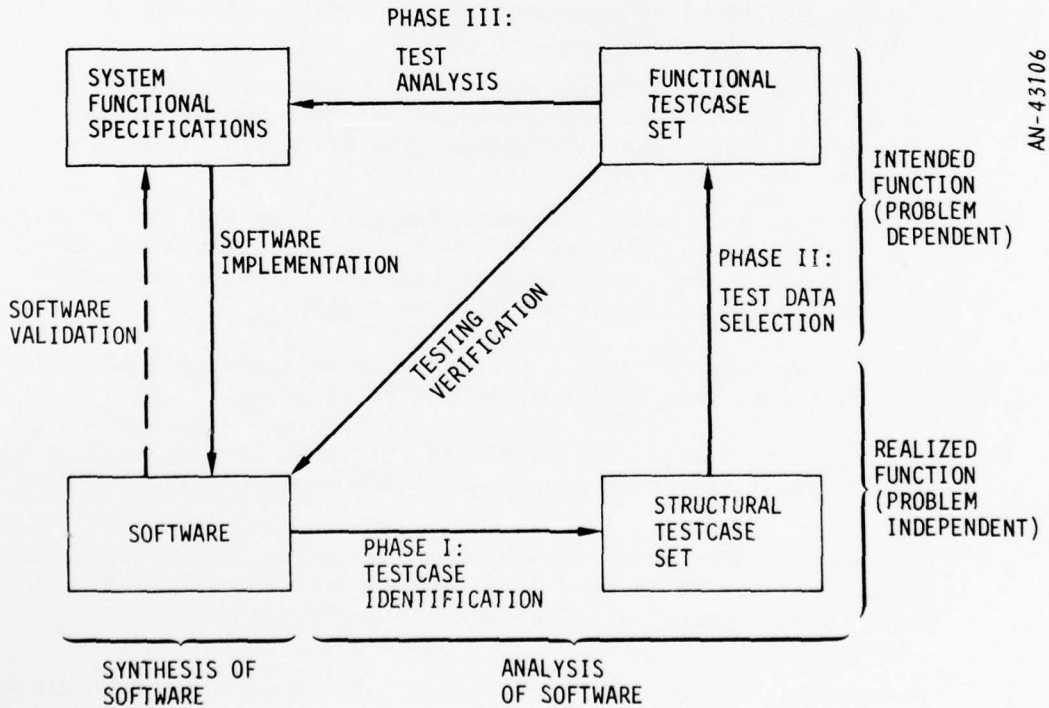 PHASE III:
TEST
ANALYSIS
SYSTEM
FUNCTIONAL
SPECIFICATIONS
FUNCTIONAL
TESTCASE
SET
AN-43106
INTENDED
FUNCTION
(PROBLEM
DEPENDENT)
SOFTWARE
IMPLEMENTATION
PHASE II:
TEST DATA
SELECTION
SOFTWARE
VALIDATION
TESTING
VERIFICATION
REALIZED
FUNCTION
(PROBLEM
INDEPENDENT)
SOFTWARE
STRUCTURAL
TESTCASE
SET
PHASE I:
TESTCASE
IDENTIFICATION
SYNTHESIS OF
SOFTWARE
ANALYSIS
OF SOFTWARE